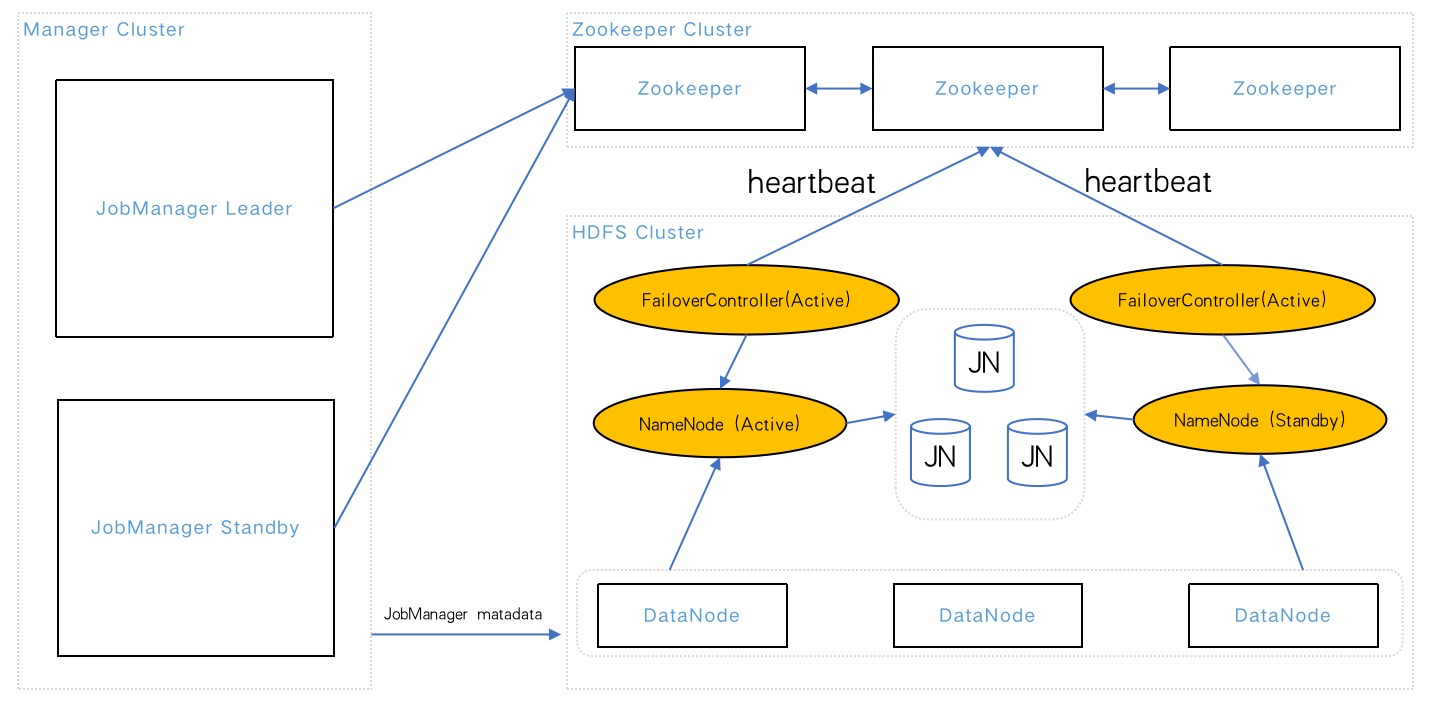 Manager Cluster
JobManager Leader
JobManager Standby
JobManager matadata
Zookeeper Cluster
Zookeeper
Zookeeper
Zookeeper
heartbeat
heartbeat
HDFS Cluster
FailoverController(Active)
FailoverController(Active)
JN
NameNode (Active)
NameNode (Standby)
JN
JN
DataNode
DataNode
DataNode